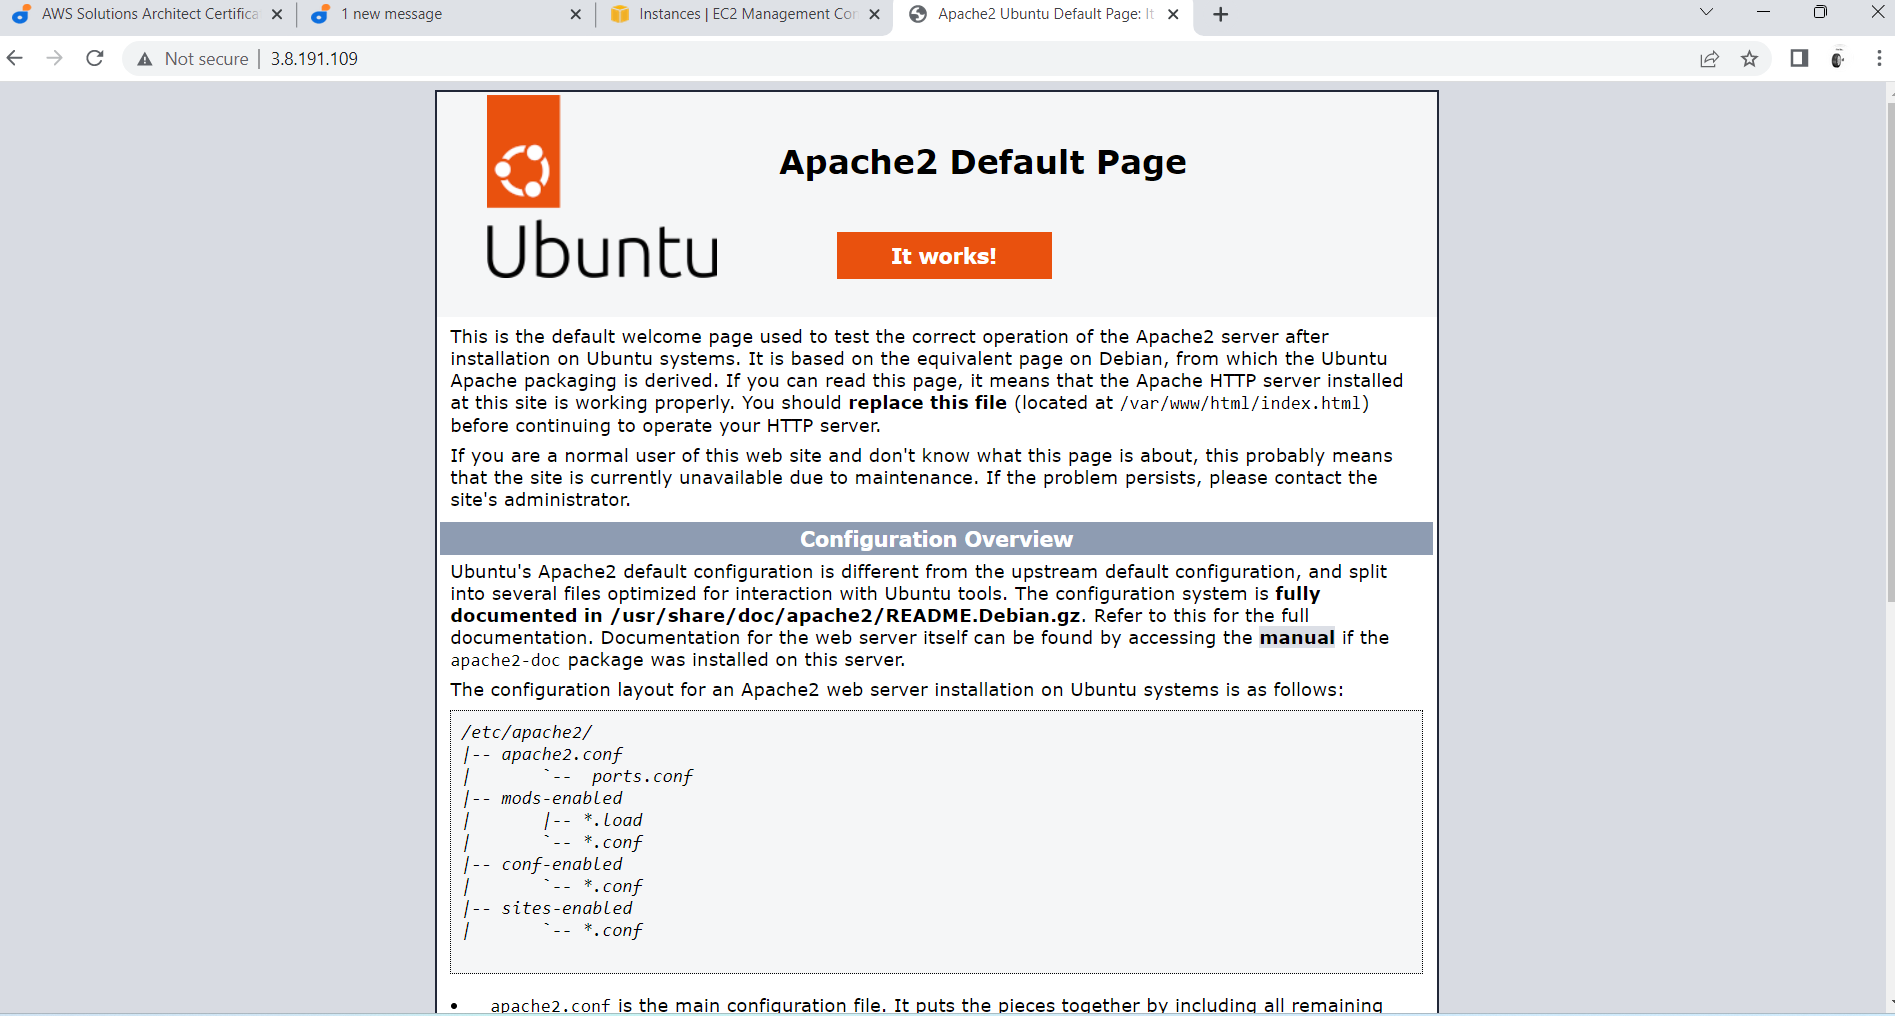 AWS Solutions Architect Certifica
1 new message
Instances | EC2 Management Con
Apache2 Ubuntu Default Page: It
Not secure | 3.8.191.109
Apache2 Default Page
Ubuntu
It works!
This is the default welcome page used to test the correct operation of the Apache2 server after
installation on Ubuntu systems. It is based on the equivalent page on Debian, from which the Ubuntu
Apache packaging is derived. If you can read this page, it means that the Apache HTTP server installed
at this site is working properly. You should replace this file (located at /var/www/html/index.html)
before continuing to operate your HTTP server.
If you are a normal user of this web site and don't know what this page is about, this probably means
that the site is currently unavailable due to maintenance. If the problem persists, please contact the
site's administrator.
Configuration Overview
Ubuntu's Apache2 default configuration is different from the upstream default configuration, and split
into several files optimized for interaction with Ubuntu tools. The configuration system is fully
documented in /usr/share/doc/apache2/README.Debian.gz. Refer to this for the full
documentation. Documentation for the web server itself can be found by accessing the manual if the
apache2-doc package was installed on this server.
The configuration layout for an Apache2 web server installation on Ubuntu systems is as follows:
/etc/apache2/
|-- apache2.conf
|       `--  ports.conf
|-- mods-enabled
|       |-- *.load
|       `-- *.conf
|-- conf-enabled
|       `-- *.conf
|-- sites-enabled
|       `-- *.conf
• apache2.conf is the main configuration file. It puts the pieces together by including all remaining